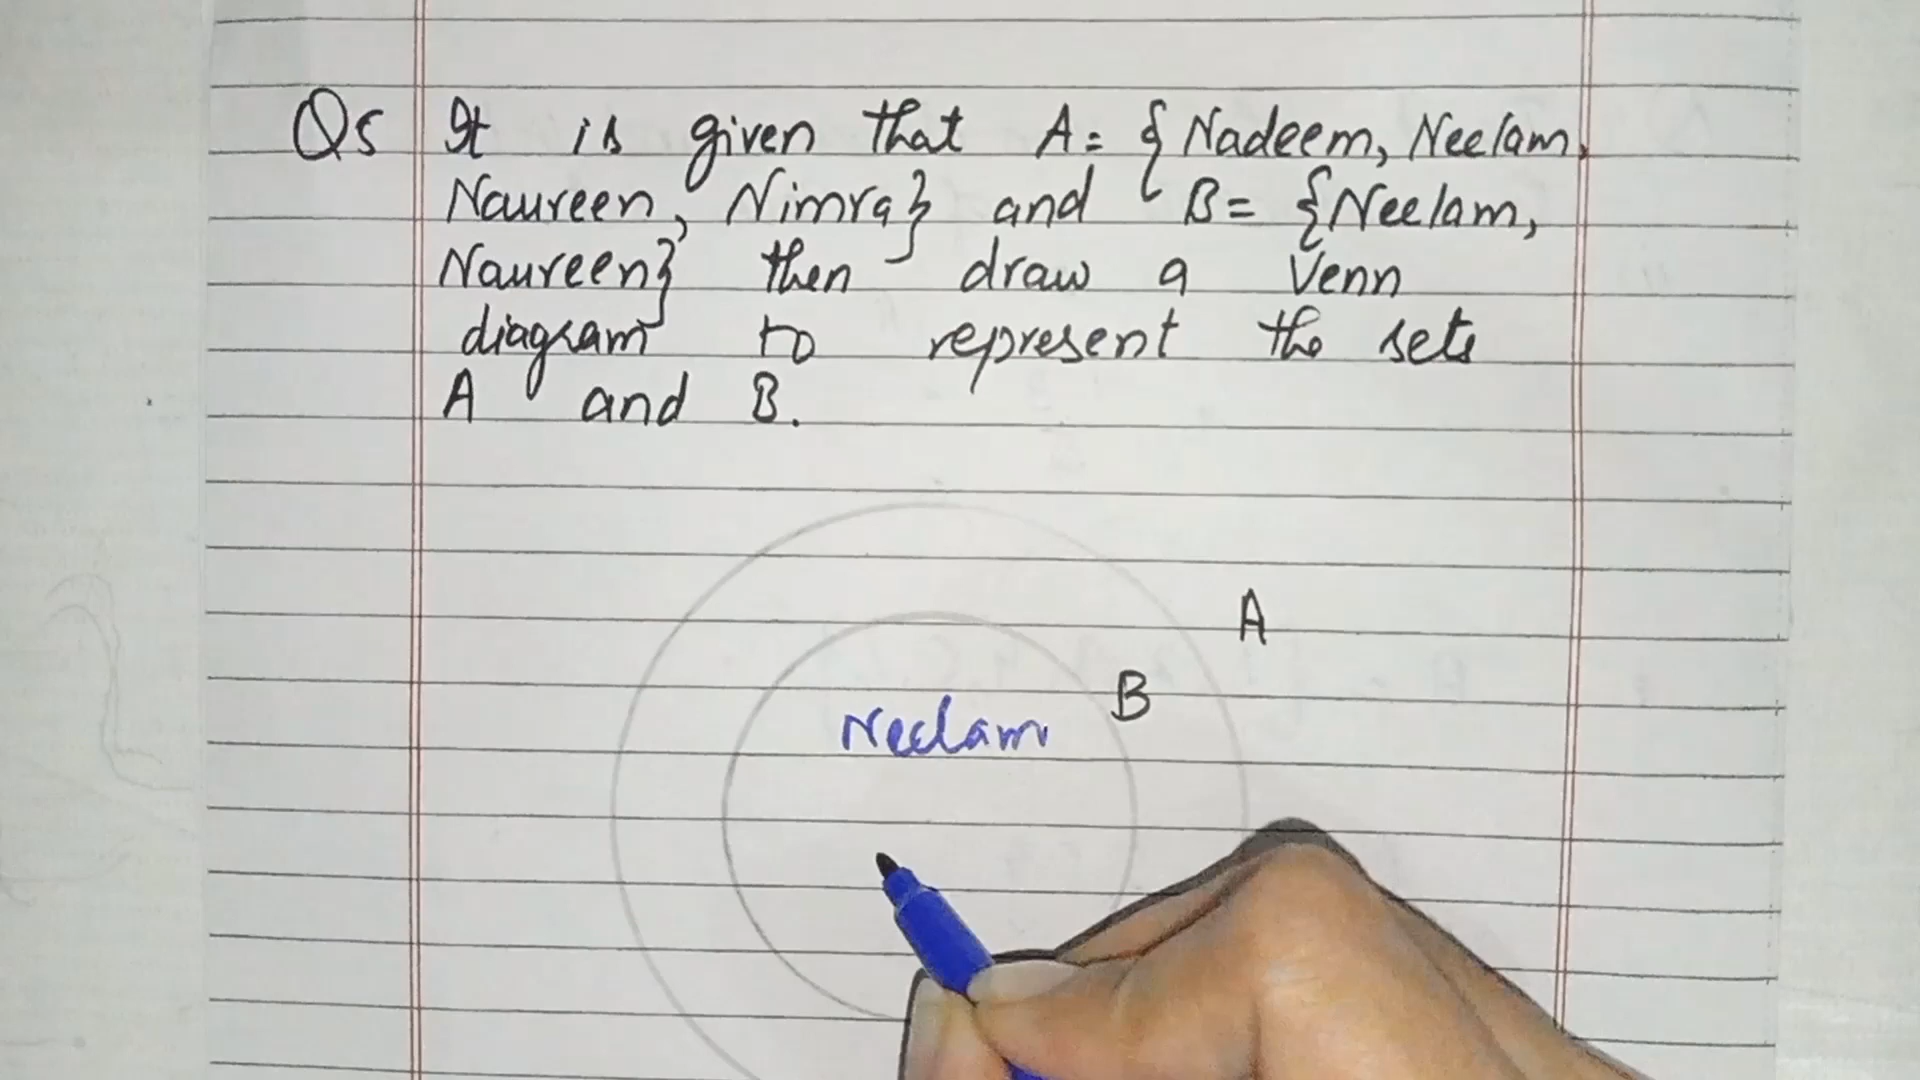 Q5 It is given that A = { Nadeem, Neelam,
Naureen, Nimra} and B = {Neelam,
Naureen} then draw a Venn
diagram to represent the sets
A and B.
A
B
Neelam